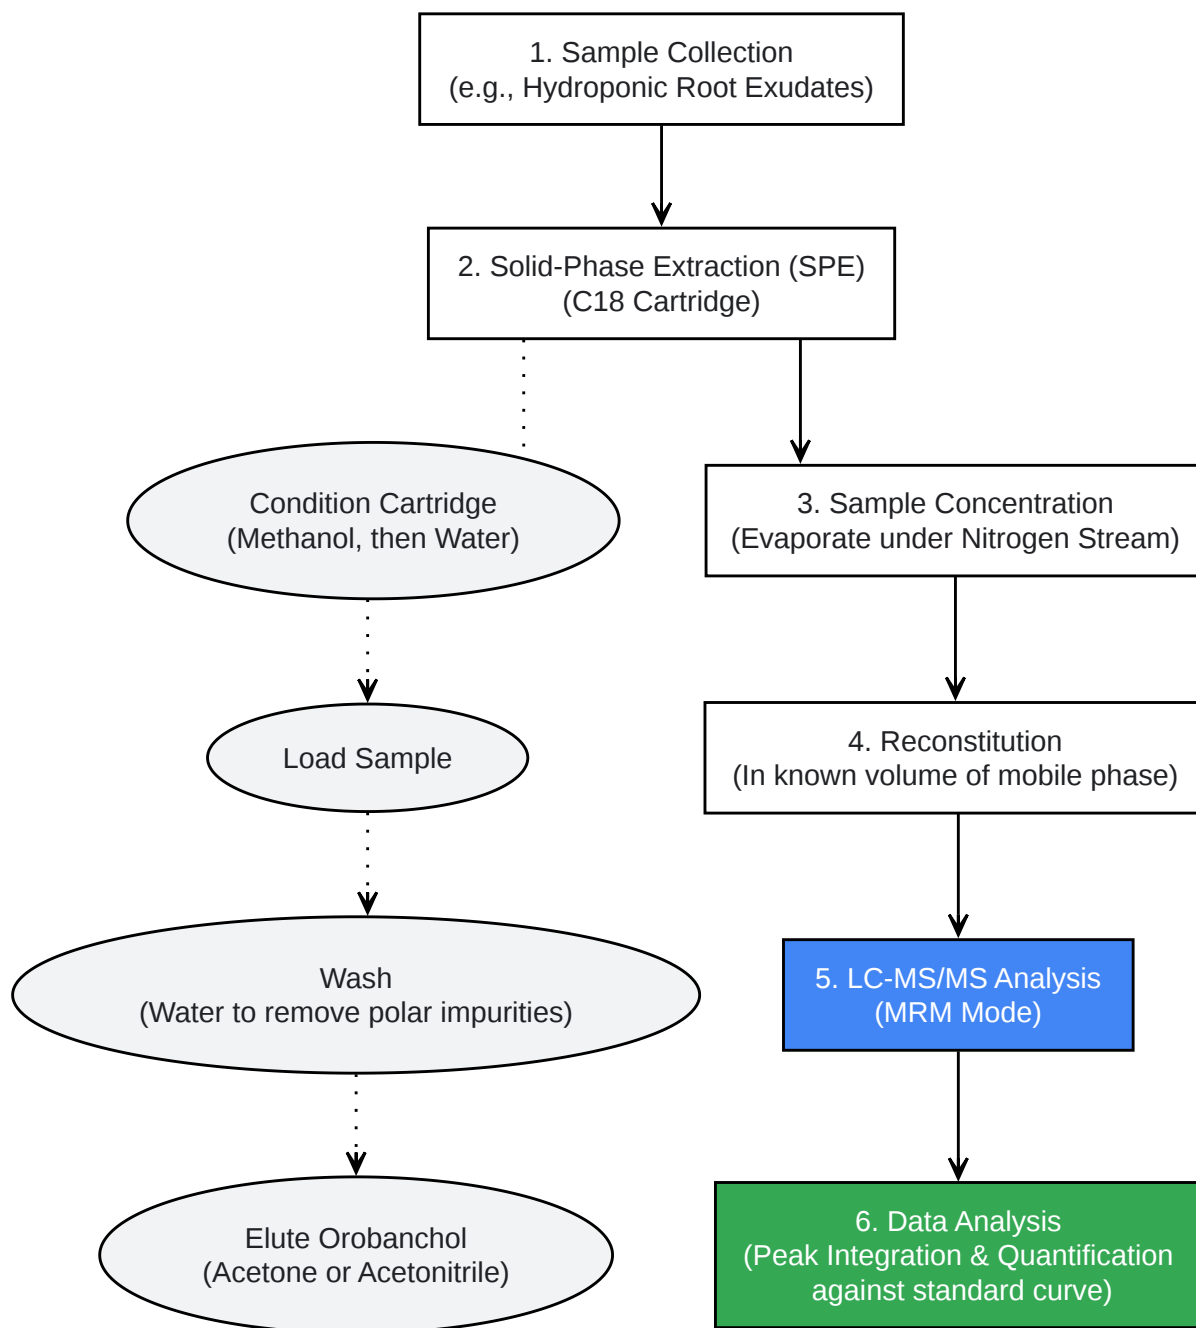 1. Sample Collection
(e.g., Hydroponic Root Exudates)
2. Solid-Phase Extraction (SPE)
(C18 Cartridge)
Condition Cartridge
(Methanol, then Water)
Load Sample
Wash
(Water to remove polar impurities)
Elute Orobanchol
(Acetone or Acetonitrile)
3. Sample Concentration
(Evaporate under Nitrogen Stream)
4. Reconstitution
(In known volume of mobile phase)
5. LC-MS/MS Analysis
(MRM Mode)
6. Data Analysis
(Peak Integration & Quantification
against standard curve)